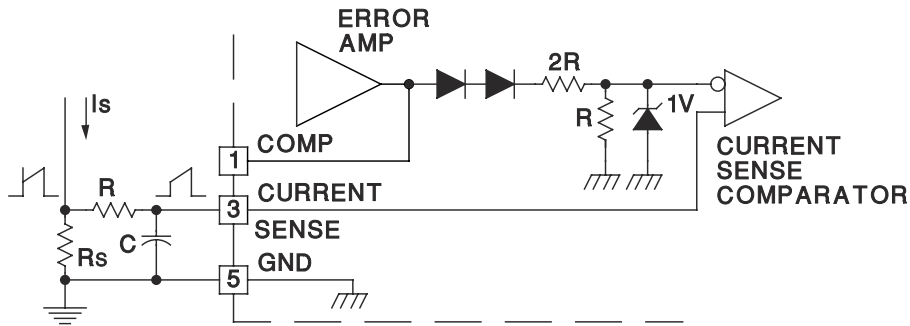 ERROR
AMP
2R
Is
R
1V
1
COMP
CURRENT
SENSE
COMPARATOR
R
3
CURRENT
SENSE
C
Rs
5
GND